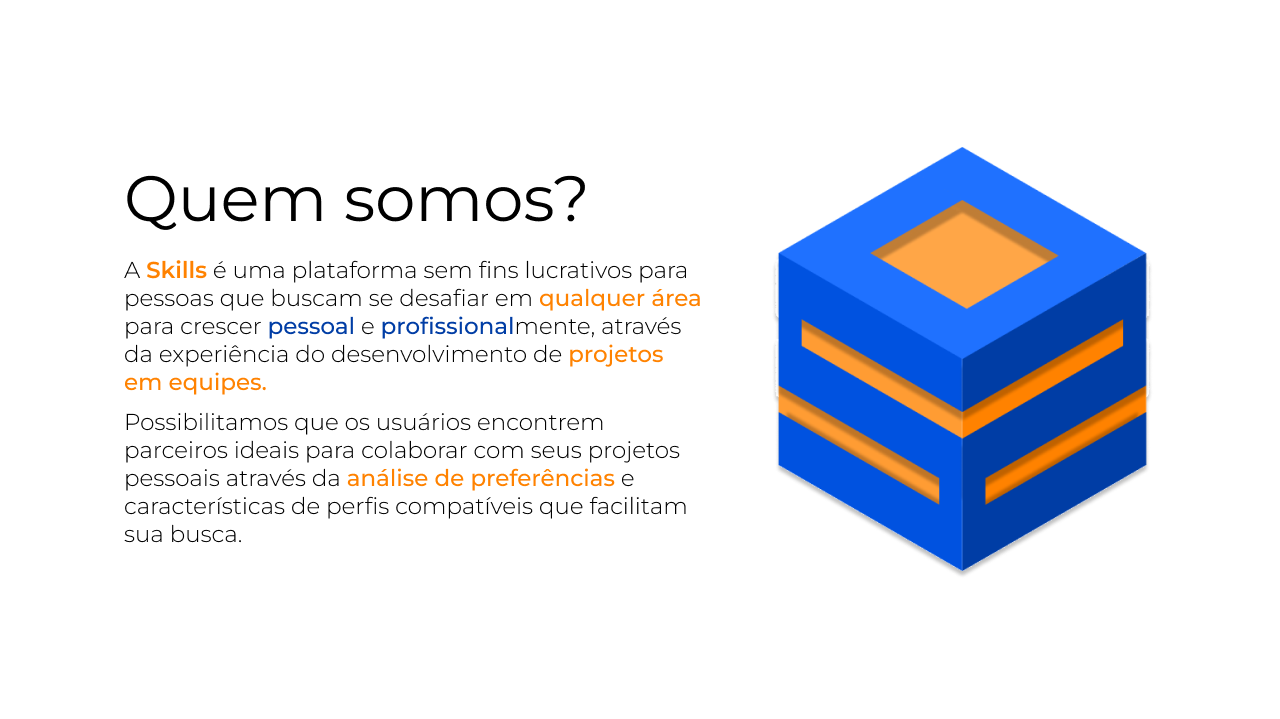 Quem somos?
A Skills é uma plataforma sem fins lucrativos para
pessoas que buscam se desafiar em qualquer área
para crescer pessoal e profissionalmente, através
da experiência do desenvolvimento de projetos
em equipes.
Possibilitamos que os usuários encontrem
parceiros ideais para colaborar com seus projetos
pessoais através da análise de preferências e
características de perfis compatíveis que facilitam
sua busca.